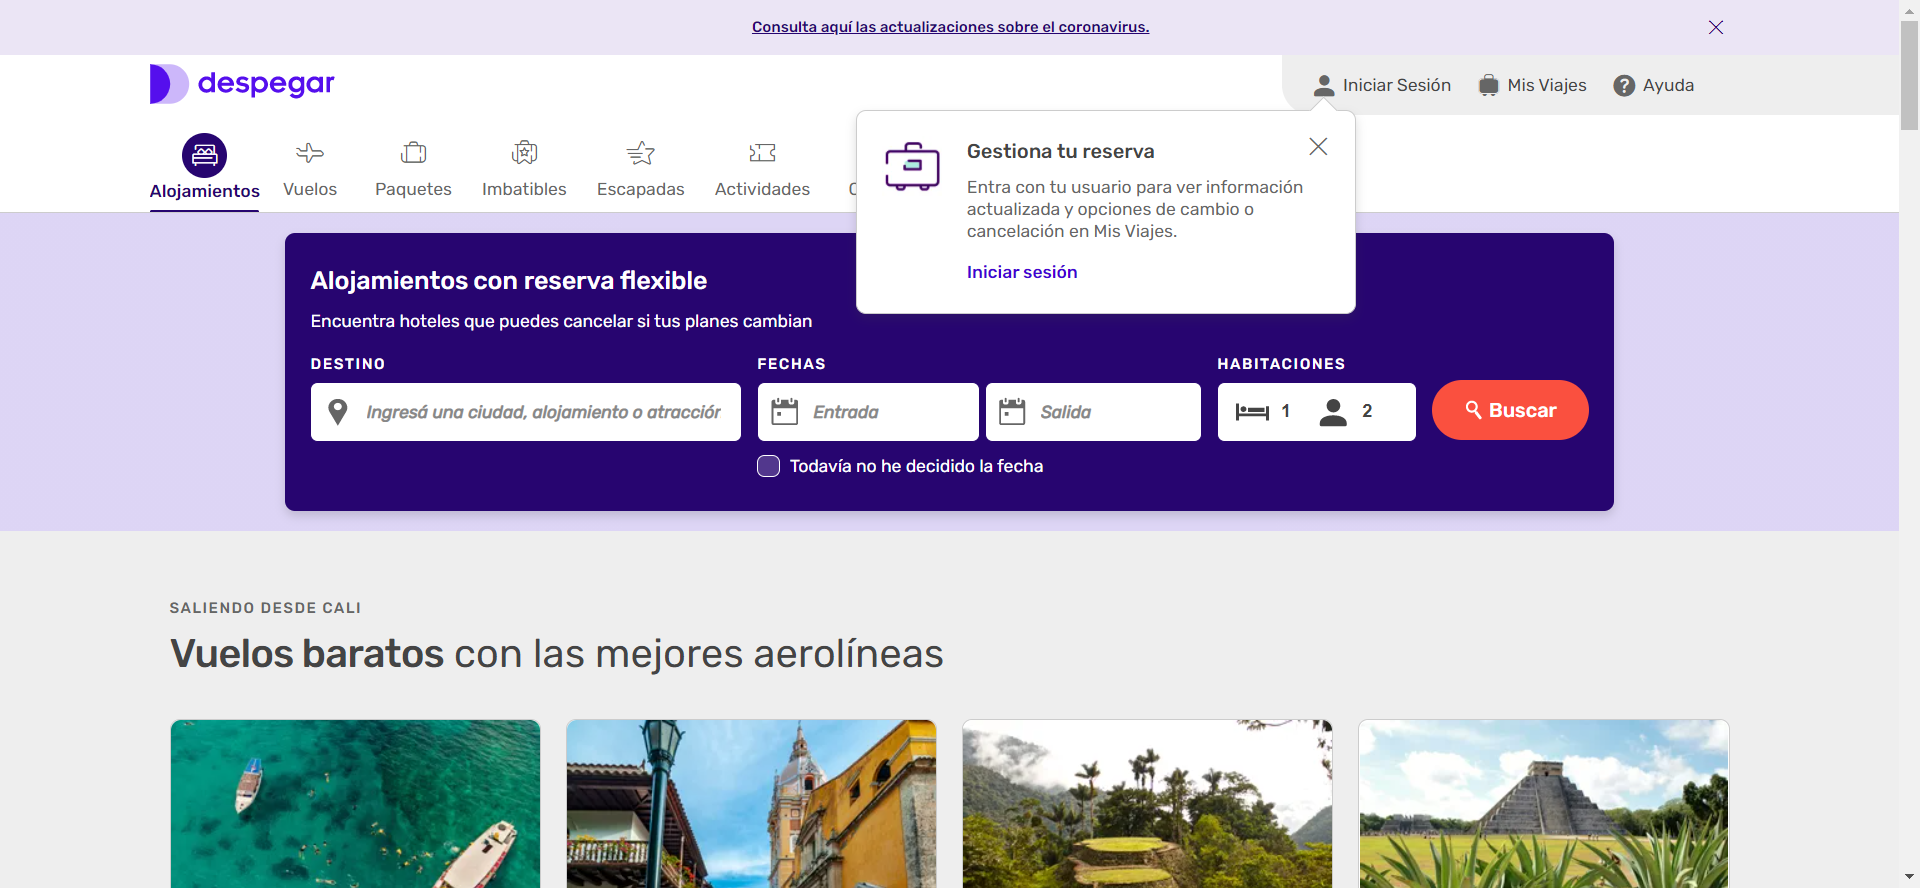 Consulta aquí las actualizaciones sobre el coronavirus.
despegar
Iniciar Sesión
Mis Viajes
? Ayuda
Alojamientos
Vuelos
Paquetes
Imbatibles
Escapadas
Actividades
Gestiona tu reserva
Entra con tu usuario para ver información
actualizada y opciones de cambio o
cancelación en Mis Viajes.
Iniciar sesión
Alojamientos con reserva flexible
Encuentra hoteles que puedes cancelar si tus planes cambian
DESTINO
FECHAS
HABITACIONES
Ingresá una ciudad, alojamiento o atracción
Entrada
Salida
1
2
Buscar
Todavía no he decidido la fecha
SALIENDO DESDE CALI
Vuelos baratos con las mejores aerolíneas